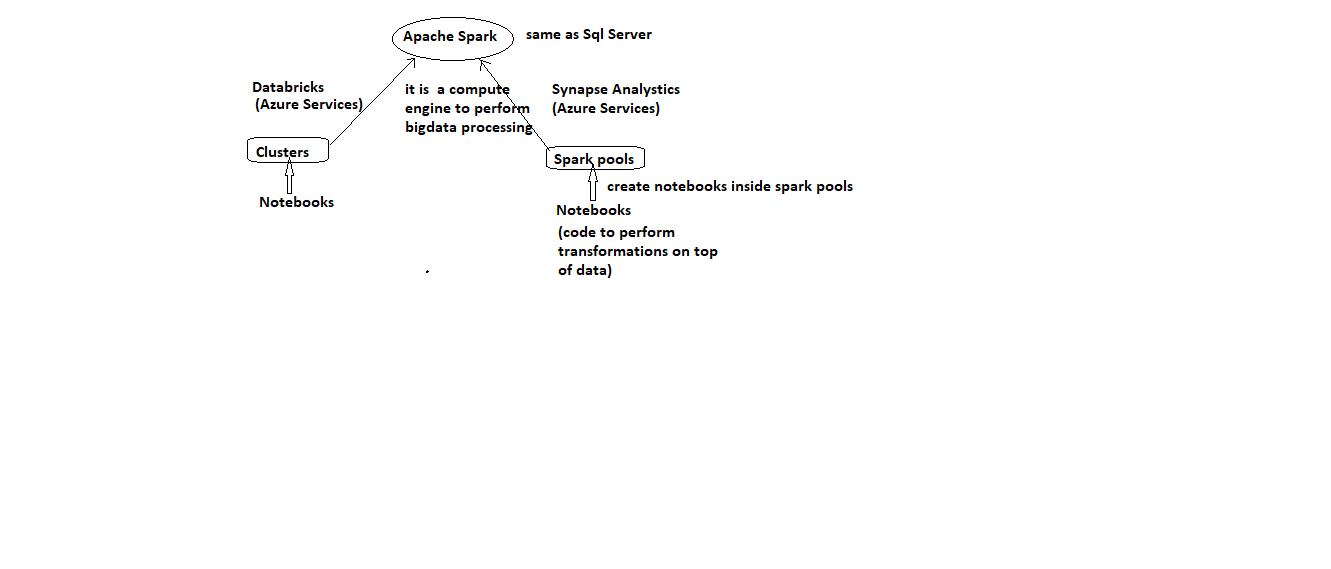 Apache Spark
same as Sql Server
Databricks
(Azure Services)
it is a compute
engine to perform
bigdata processing
Synapse Analystics
(Azure Services)
Clusters
Spark pools
Notebooks
create notebooks inside spark pools
Notebooks
(code to perform
transformations on top
of data)